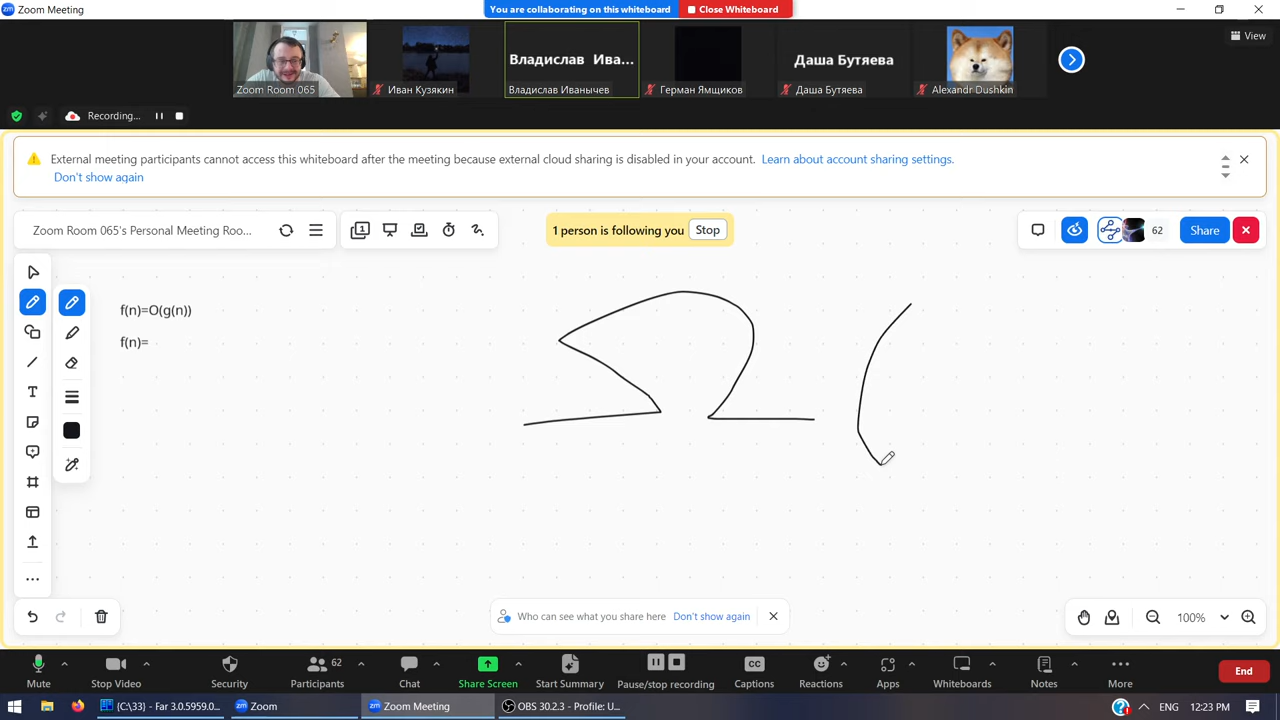 Zoom Meeting
You are collaborating on this whiteboard
Close Whiteboard
View
Zoom Room 065
Иван Кузякин
Владислав Ива...
Владислав Иваныч
Герман Ямщиков
Даша Бутяева
Даша Бутяева
Alexandr Dushkin
Recording...
External meeting participants cannot access this whiteboard after the meeting because external cloud sharing is disabled in your account. Learn about account sharing settings.
Don't show again
Zoom Room 065's Personal Meeting Roo...
1
1 person is following you
Stop
62
Share
f(n)=O(g(n))
f(n)=
Ω (
Who can see what you share here Don't show again
100%
Mute
Stop Video
Security
Participants
62
Chat
Share Screen
Start Summary
Pause/stop recording
CC
Captions
Reactions
Apps
Whiteboards
Notes
More
End
(C:\33) - Far 3.0.5959.0...
Zoom
Zoom Meeting
OBS 30.2.3 - Profile: U...
ENG
12:23 PM